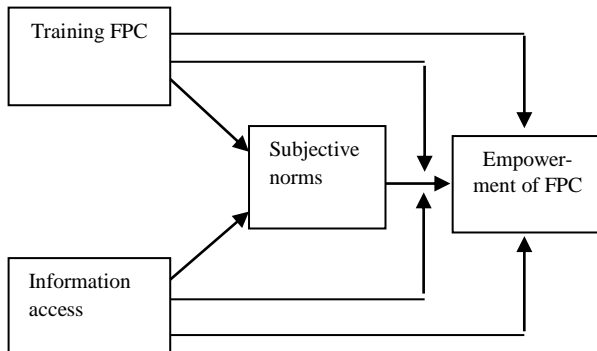 Training FPC
Subjective
norms
Empower-
ment of FPC
Information
access